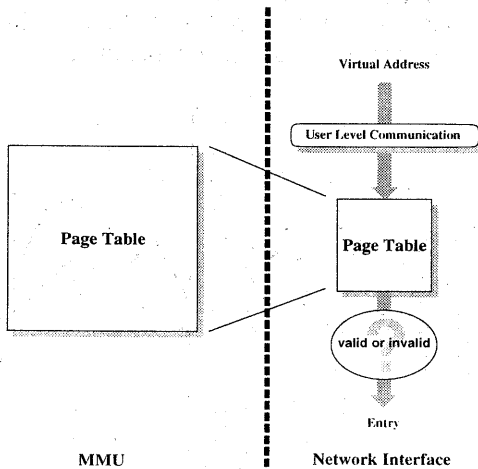 Virtual Address
User Level Communication
Page Table
Page Table
?
valid or invalid
Entry
MMU
Network Interface